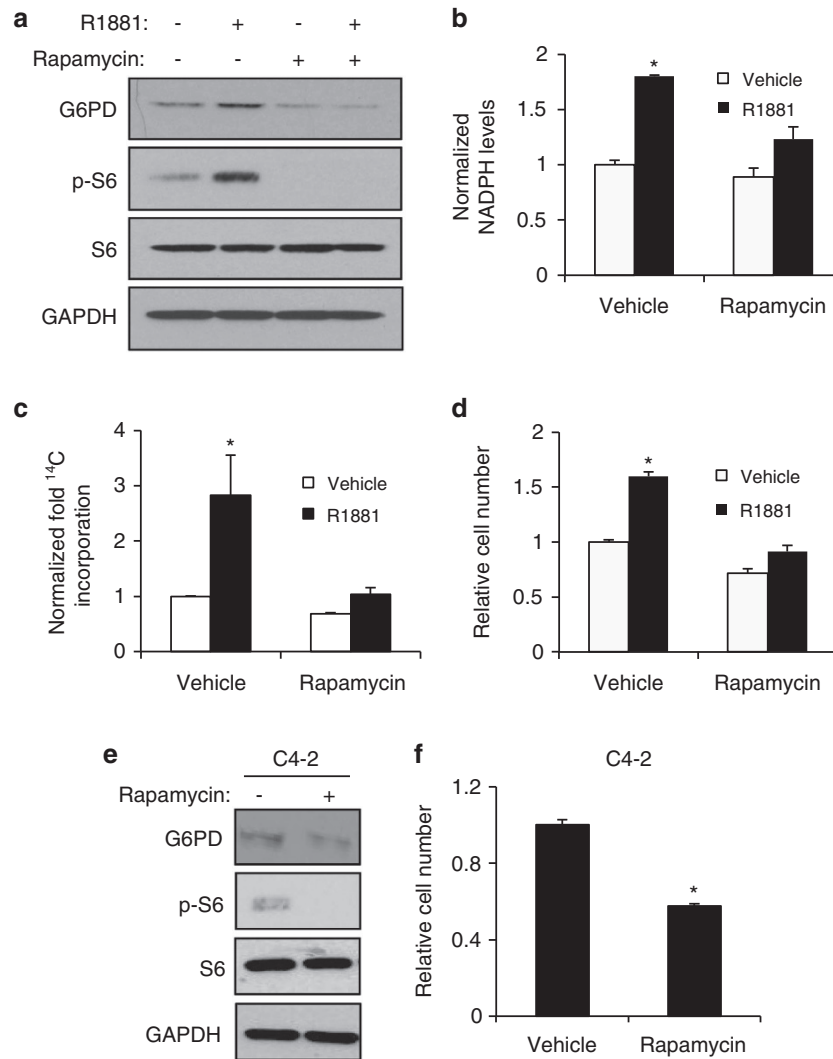 a
R1881: - + - +
Rapamycin: - - + +
G6PD
p-S6
S6
GAPDH
b
Normalized
NADPH levels
2
1.5
1
0.5
0
*
Vehicle
R1881
Vehicle Rapamycin
c
Normalized fold 14C
incorporation
4
3
2
1
0
*
Vehicle
R1881
Vehicle Rapamycin
d
Relative cell number
2
1.5
1
0.5
0
*
Vehicle
R1881
Vehicle Rapamycin
e
C4-2
Rapamycin: - +
G6PD
p-S6
S6
GAPDH
f
C4-2
Relative cell number
1.2
0.8
0.4
0
*
Vehicle Rapamycin